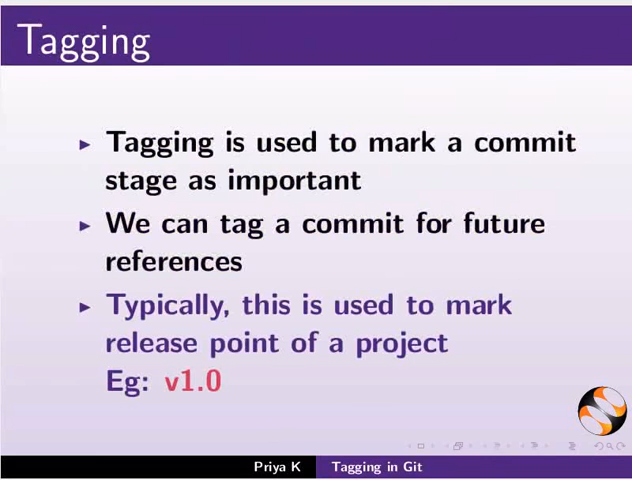 Tagging
Tagging is used to mark a commit
stage as important
We can tag a commit for future
references
Typically, this is used to mark
release point of a project
Eg: v1.0
Priya K Tagging in Git